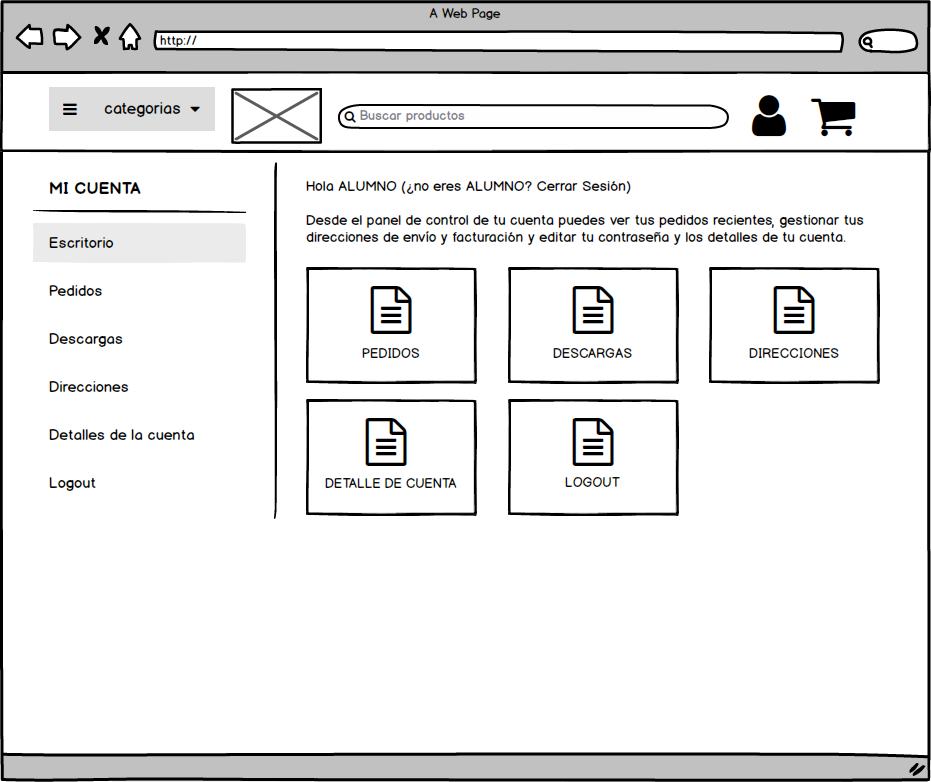 A Web Page
http://
categorias
Buscar productos
MI CUENTA
Escritorio
Pedidos
Descargas
Direcciones
Detalles de la cuenta
Logout
Hola ALUMNO (¿no eres ALUMNO? Cerrar Sesión)
Desde el panel de control de tu cuenta puedes ver tus pedidos recientes, gestionar tus
direcciones de envío y facturación y editar tu contraseña y los detalles de tu cuenta.
PEDIDOS
DESCARGAS
DIRECCIONES
DETALLE DE CUENTA
LOGOUT